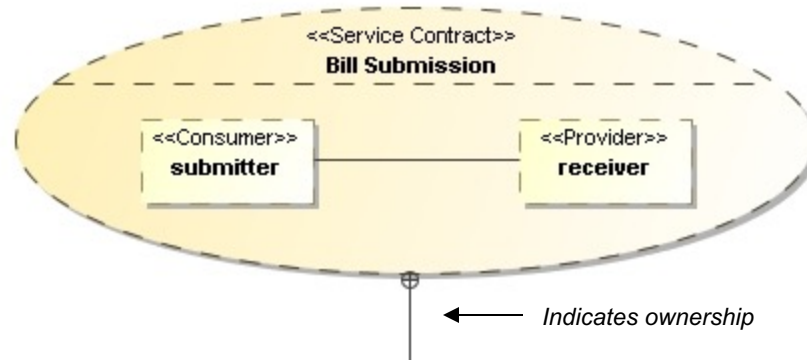 <<Service Contract>>
Bill Submission
<<Consumer>>
submitter
<<Provider>>
receiver
Indicates ownership